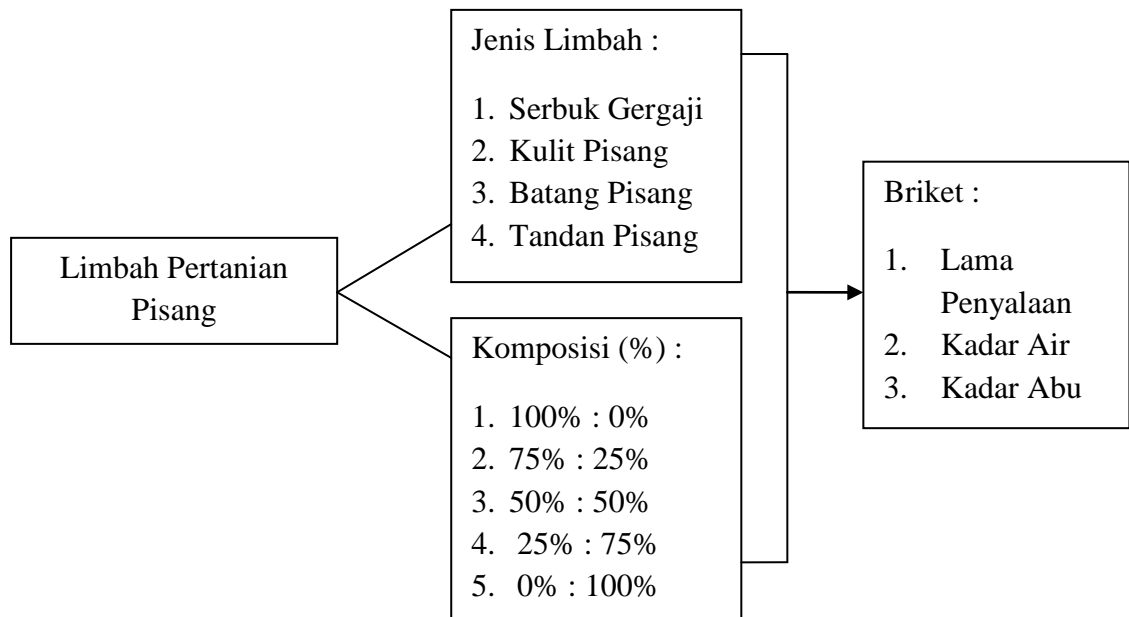 Limbah Pertanian
Pisang
Jenis Limbah :
1. Serbuk Gergaji
2. Kulit Pisang
3. Batang Pisang
4. Tandan Pisang
Komposisi (%) :
1. 100% : 0%
2. 75% : 25%
3. 50% : 50%
4. 25% : 75%
5. 0% : 100%
Briket :
1. Lama
Penyalaan
2. Kadar Air
3. Kadar Abu